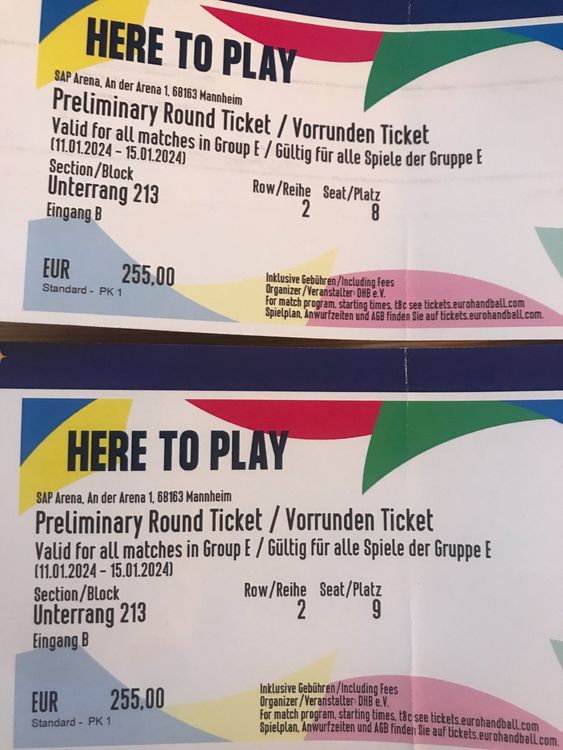 HERE TO PLAY
SAP Arena, An der Arena 1, 68163 Mannheim
Preliminary Round Ticket / Vorrunden Ticket
Valid for all matches in Group E / Gültig für alle Spiele der Gruppe E
(11.01.2024 - 15.01.2024)
Section/Block Row/Reihe Seat/Platz
Unterrang 213 2 8
Eingang B
EUR 255,00
Standard - PK 1
Inklusive Gebühren/Including Fees
Organizer/Veranstalter: DHB e.V.
For match program, starting times, t&c see tickets.eurohandball.com
Spielplan, Anwurfzeiten und AGB finden Sie auf tickets.eurohandball.com.
HERE TO PLAY
SAP Arena, An der Arena 1, 68163 Mannheim
Preliminary Round Ticket / Vorrunden Ticket
Valid for all matches in Group E / Gültig für alle Spiele der Gruppe E
(11.01.2024 - 15.01.2024)
Section/Block Row/Reihe Seat/Platz
Unterrang 213 2 9
Eingang B
EUR 255,00
Standard - PK 1
Inklusive Gebühren/Including Fees
Organizer/Veranstalter: DHB e.V.
For match program, starting times, t&c see tickets.eurohandball.com
Spielplan, Anwurfzeiten und AGB finden Sie auf tickets.eurohandball.com.